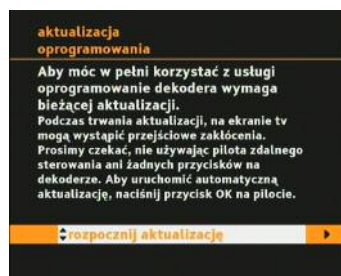 aktualizacja
oprogramowania
Aby móc w pełni korzystać z usługi
oprogramowanie dekodera wymaga
bieżącej aktualizacji.
Podczas trwania aktualizacji, na ekranie tv
mogą wystąpić przejściowe zakłócenia.
Prosimy czekać, nie używając pilota zdalnego
sterowania ani żadnych przycisków na
dekoderze. Aby uruchomić automatyczną
aktualizację, naciśnij przycisk OK na pilocie.
rozpocznij aktualizację